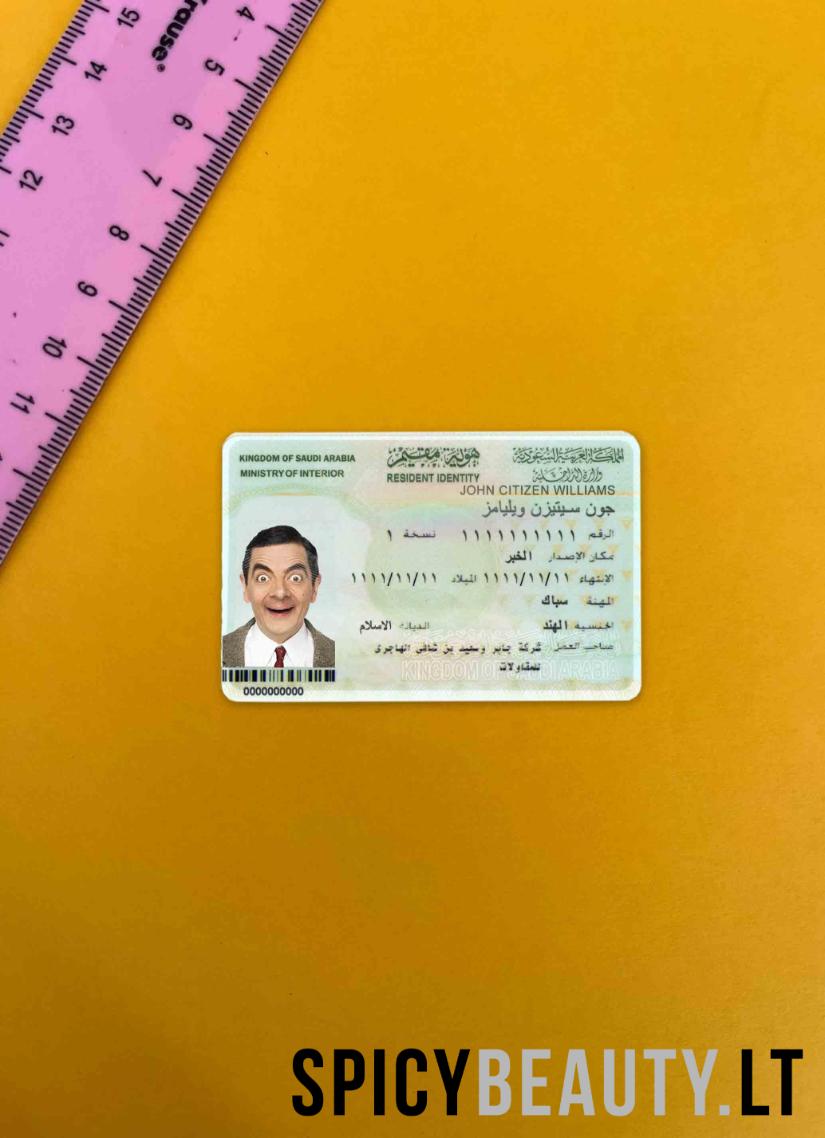 15
14
13
12
rause®
4
5
6
7
8
9
10
11
KINGDOM OF SAUDI ARABIA
MINISTRY OF INTERIOR
هوية مقيم
RESIDENT IDENTITY
المملكة العربية السعودية
وزارة الداخلية
JOHN CITIZEN WILLIAMS
جون سيتيزن ويليامز
الرقم ١١١١١١١١١١ نسخة ١
مكان الإصدار الخبر
الإنتهاء ١١١١/١١/١١ الميلاد ١١١١/١١/١١
المهنة سباك
الجنسية الهند الديانة الاسلام
صاحب العمل شركة جابر وسعيد بن شافي الهاجري
للمقاولات
KINGDOM OF SAUDI ARABIA
0000000000
SPICYBEAUTY.LT